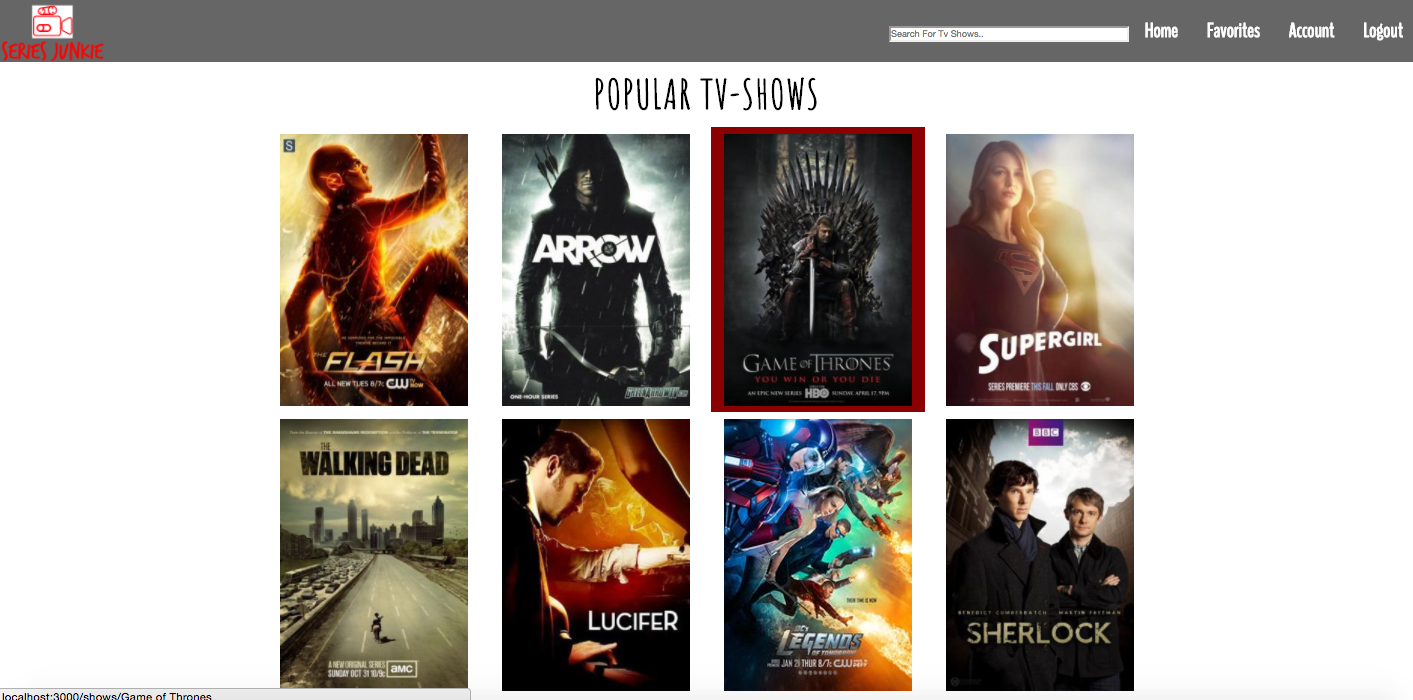 SERIES JUNKIE
Search For Tv Shows..
Home
Favorites
Account
Logout
POPULAR TV-SHOWS
S
THE
FLASH
ALL NEW TUES 8/7c CW
ARROW
ONE-HOUR SERIES
GAME OF THRONES
YOU WIN OR YOU DIE
AN EPIC NEW SERIES HBO SUNDAY, APRIL 17, 9PM
SUPERGIRL
SERIES PREMIERE THIS FALL ONLY CBS
THE
WALKING DEAD
A NEW ORIGINAL SERIES
SUNDAY OCT 31 10/9c amc
LUCIFER
THEIR TIME IS NOW
LEGENDS
OF TOMORROW
JAN 21 THUR 8/7c CW
BBC
BENEDICT CUMBERBATCH MARTIN FREEMAN
SHERLOCK
localhost:3000/shows/Game of Thrones